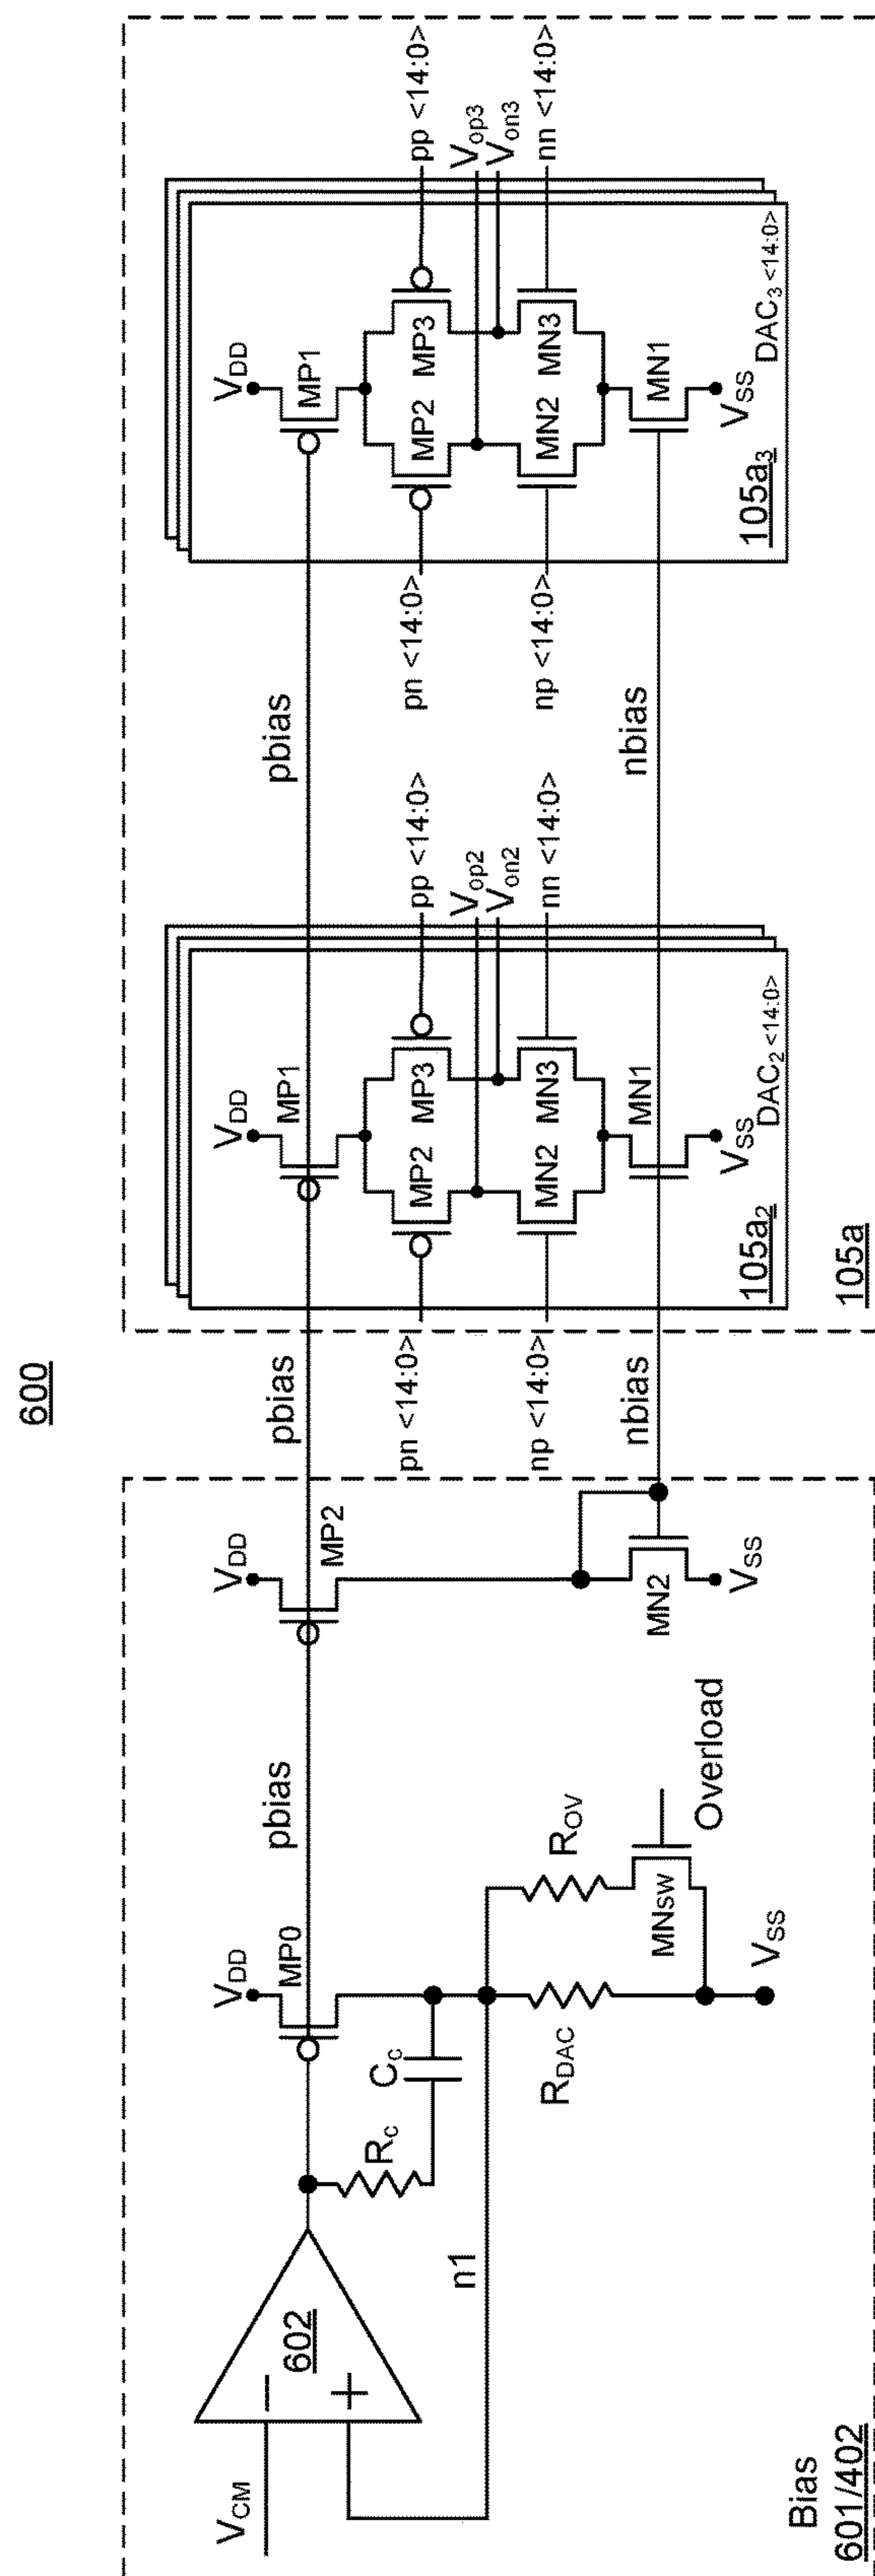 600
Bias
601/402
V_CM
602
−
+
n1
R_C
C_C
V_DD
MP0
pbias
R_DAC
R_OV
MNsw
Overload
V_SS
V_DD
MP2
MN2
V_SS
pbias
nbias
105a
pn <14:0>
np <14:0>
V_DD
MP1
MP2
MP3
MN2
MN3
MN1
V_SS
105a_2
DAC_2 <14:0>
pp <14:0>
V_op2
V_on2
nn <14:0>
pbias
nbias
pn <14:0>
np <14:0>
V_DD
MP1
MP2
MP3
MN2
MN3
MN1
V_SS
105a_3
DAC_3 <14:0>
pp <14:0>
V_op3
V_on3
nn <14:0>